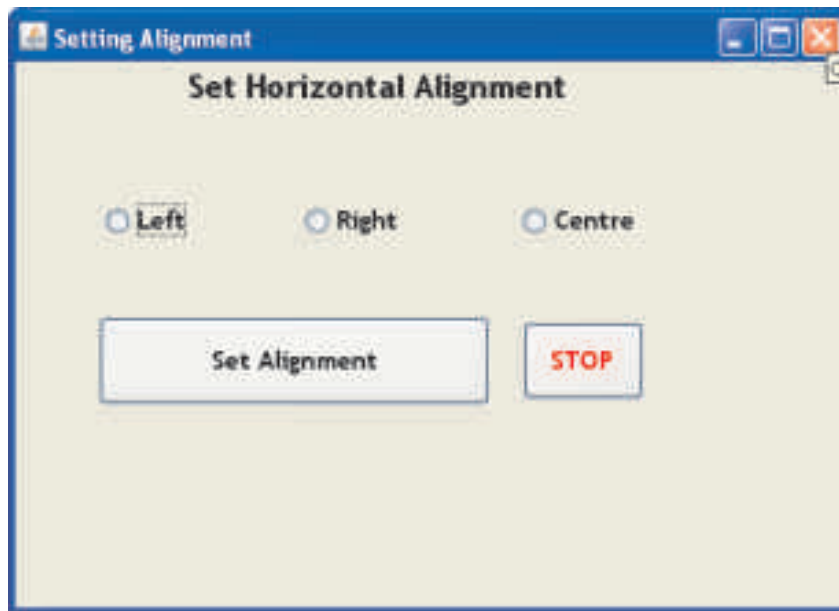 Setting Alignment
Set Horizontal Alignment
Left Right Centre
Set Alignment STOP